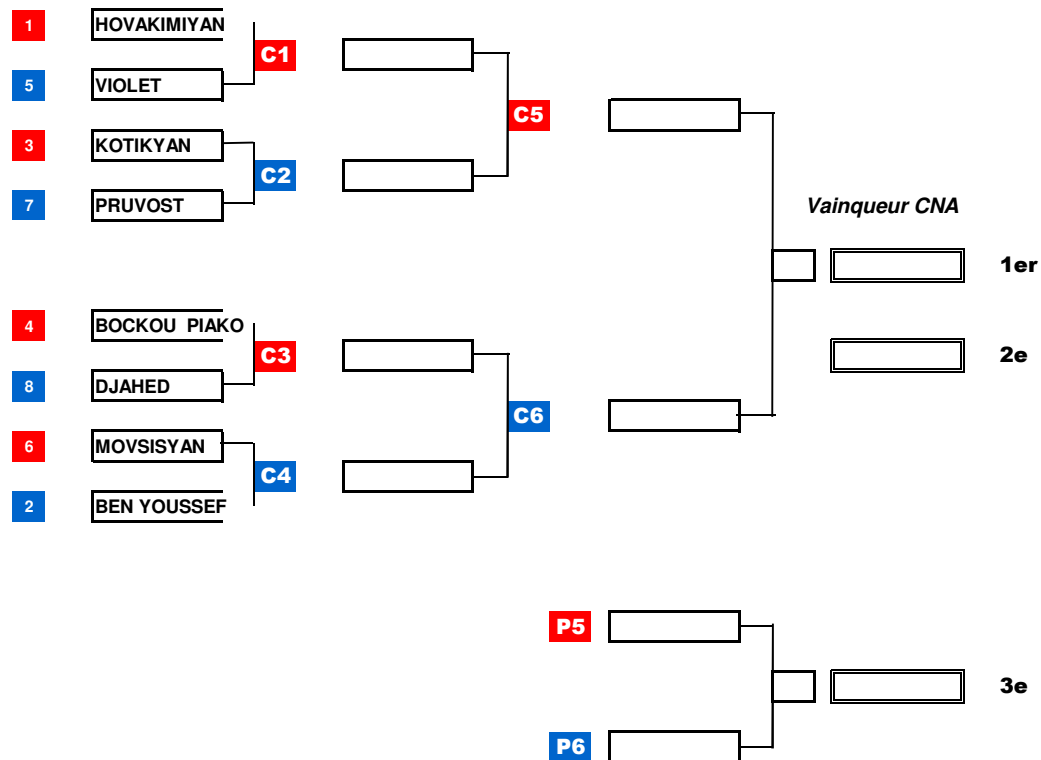 1 HOVAKIMIYAN
C1
5 VIOLET
C5
3 KOTIKYAN
C2
7 PRUVOST
Vainqueur CNA
1er
4 BOCKOU PIAKO
C3
2e
8 DJAHED
C6
6 MOVSISYAN
C4
2 BEN YOUSSEF
P5
3e
P6